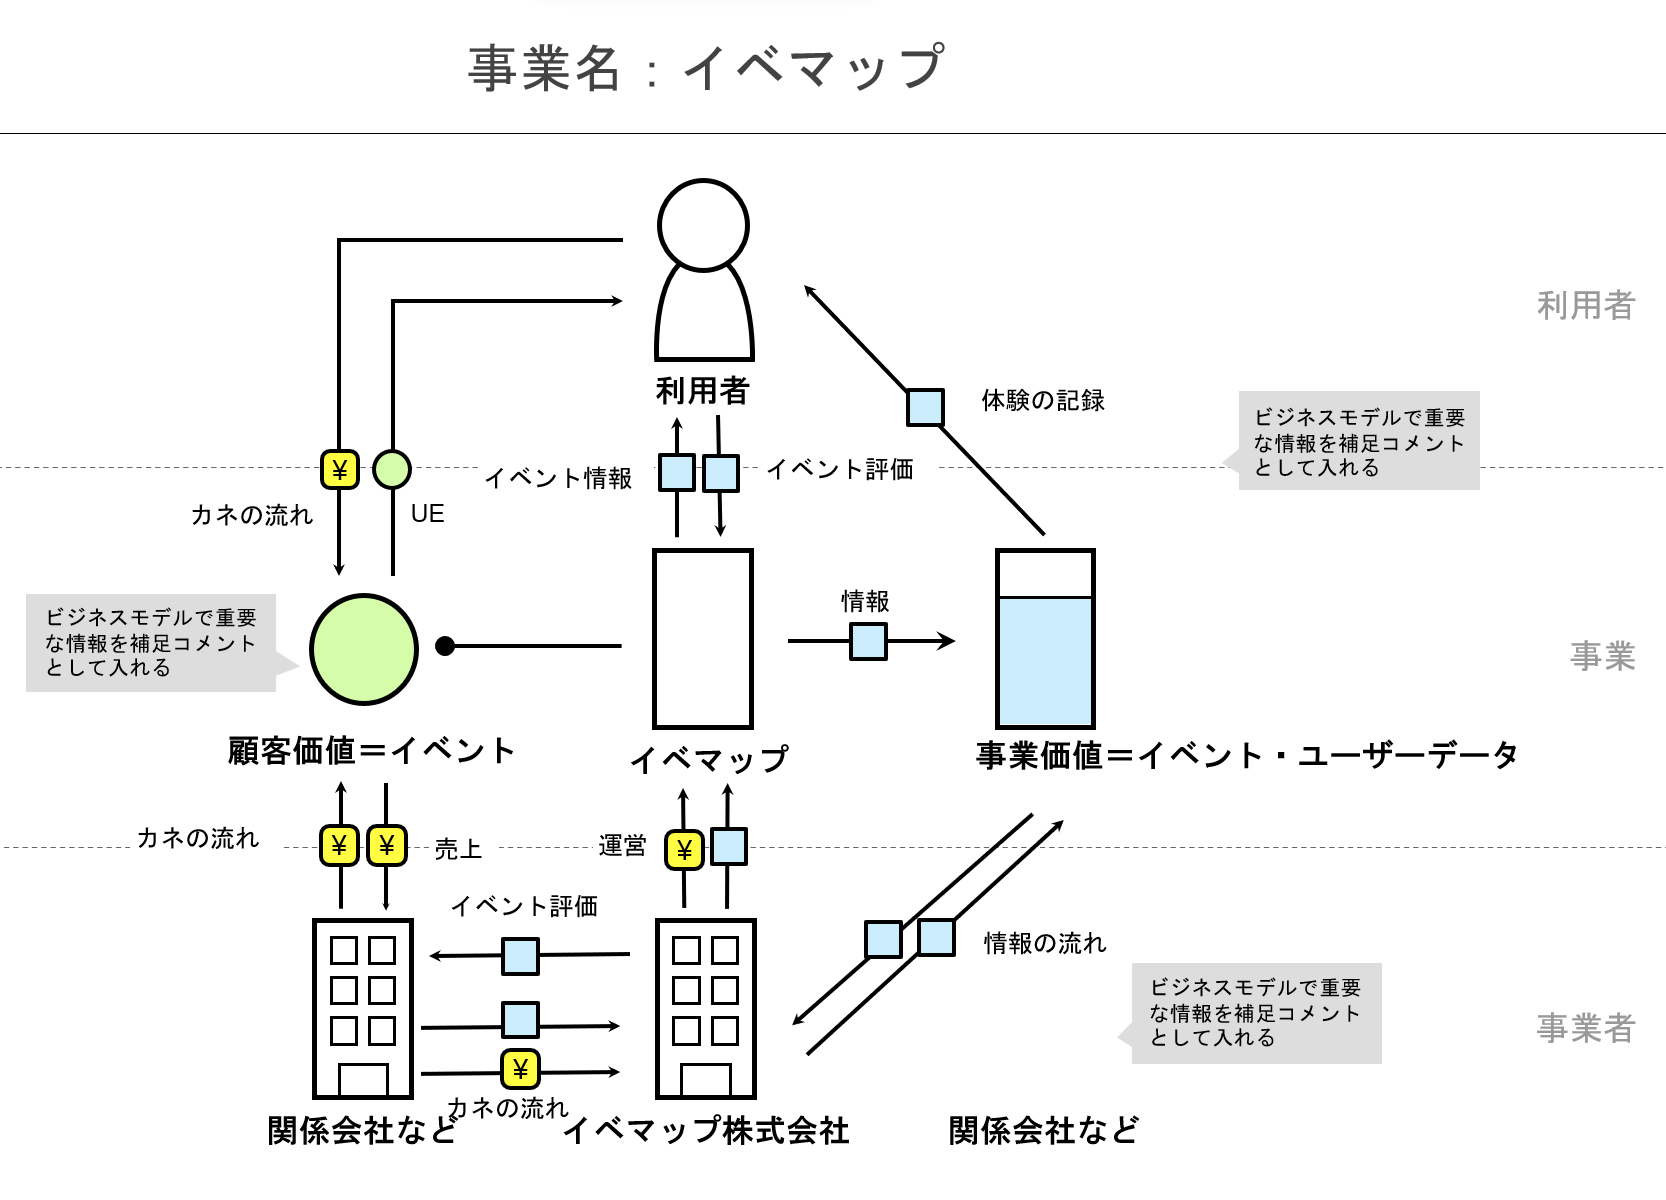 事業名：イベマップ
利用者
利用者
体験の記録
ビジネスモデルで重要
な情報を補足コメント
として入れる
イベント情報
イベント評価
¥
カネの流れ
UE
情報
ビジネスモデルで重要
な情報を補足コメント
として入れる
事業
顧客価値＝イベント
イベマップ
事業価値＝イベント・ユーザーデータ
カネの流れ
¥
¥
売上
運営
¥
イベント評価
情報の流れ
ビジネスモデルで重要
な情報を補足コメント
として入れる
事業者
¥
カネの流れ
関係会社など
イベマップ株式会社
関係会社など